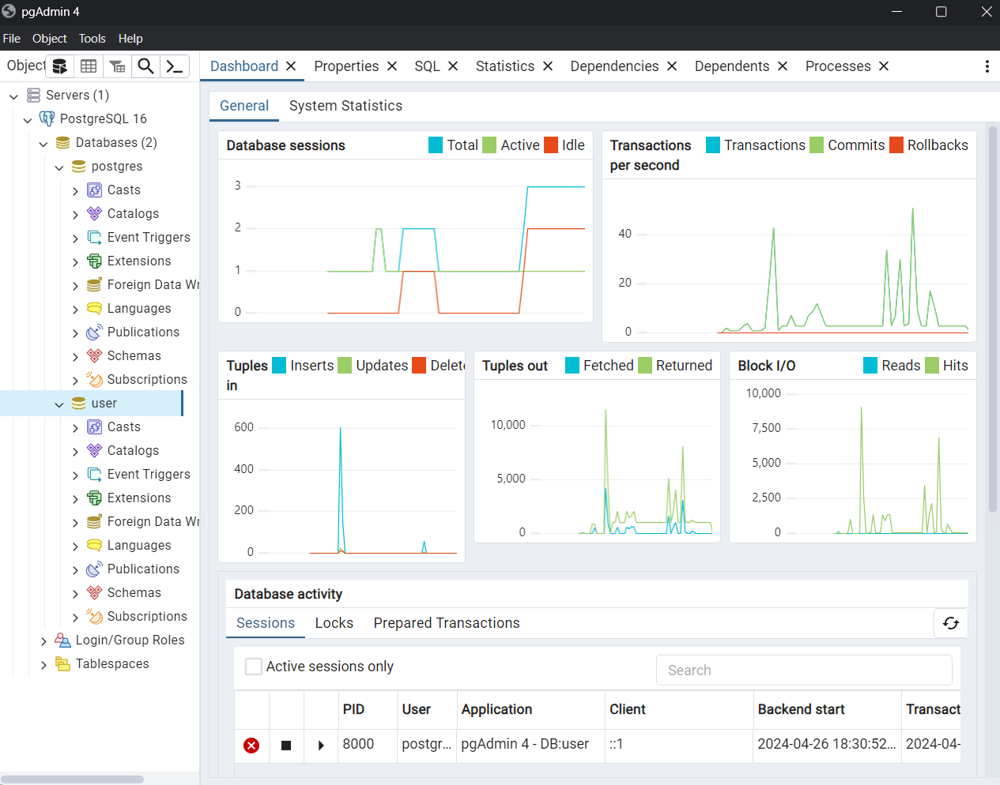 pgAdmin 4
File Object Tools Help
Object
Dashboard Properties SQL Statistics Dependencies Dependents Processes
Servers (1)
PostgreSQL 16
Databases (2)
postgres
Casts
Catalogs
Event Triggers
Extensions
Foreign Data Wr
Languages
Publications
Schemas
Subscriptions
user
Casts
Catalogs
Event Triggers
Extensions
Foreign Data Wr
Languages
Publications
Schemas
Subscriptions
Login/Group Roles
Tablespaces
General System Statistics
Database sessions Total Active Idle
3
2
1
0
Transactions per second Transactions Commits Rollbacks
40
20
0
Tuples in Inserts Updates Delete
600
400
200
0
Tuples out Fetched Returned
10,000
5,000
0
Block I/O Reads Hits
10,000
7,500
5,000
2,500
0
Database activity
Sessions Locks Prepared Transactions
Active sessions only Search
PID User Application Client Backend start Transact
8000 postgr... pgAdmin 4 - DB:user ::1 2024-04-26 18:30:52... 2024-04-